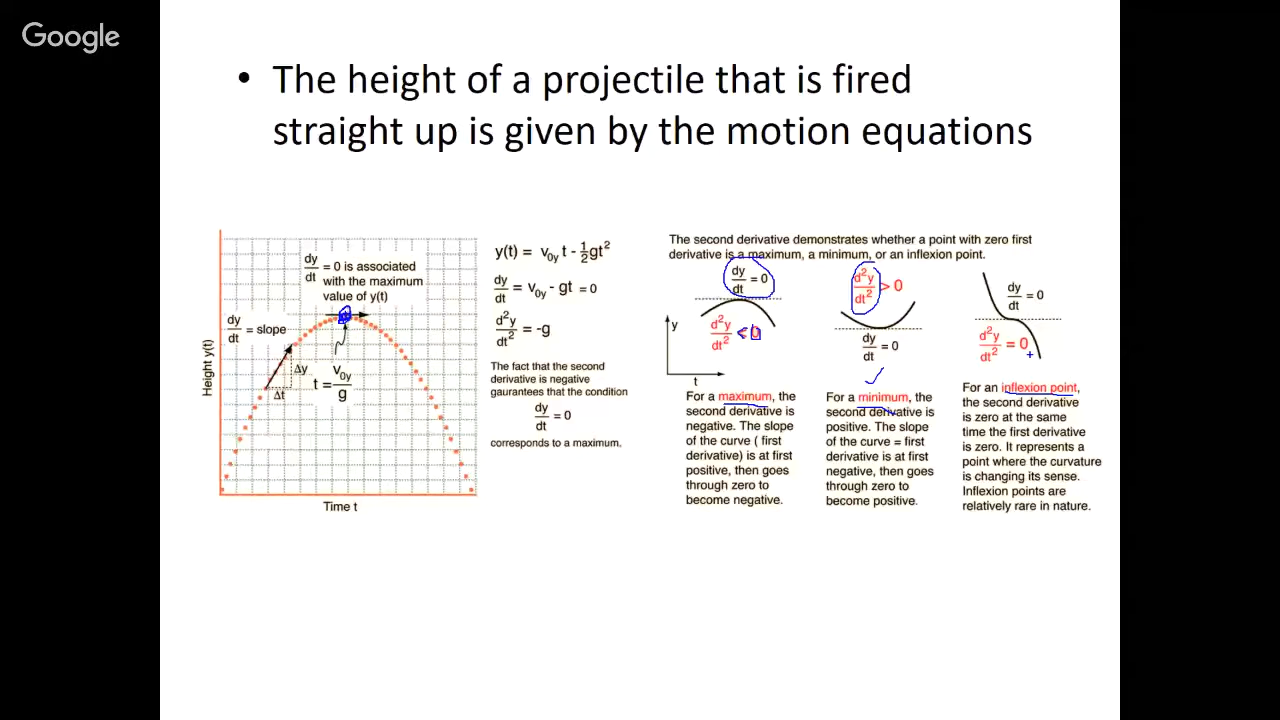 Google
• The height of a projectile that is fired
straight up is given by the motion equations
dy/dt = 0 is associated
with the maximum
value of y(t)
dy/dt = slope
Δy
Δt
t = v₀y/g
Height y(t)
Time t
y(t) = v₀y t - ½gt²
dy/dt = v₀y - gt = 0
d²y/dt² = -g
The fact that the second
derivative is negative
gaurantees that the condition
dy/dt = 0
corresponds to a maximum.
The second derivative demonstrates whether a point with zero first
derivative is a maximum, a minimum, or an inflexion point.
dy/dt = 0
y
d²y/dt² < 0
t
For a maximum, the
second derivative is
negative. The slope
of the curve ( first
derivative) is at first
positive, then goes
through zero to
become negative.
d²y/dt² > 0
dy/dt = 0
For a minimum, the
second derivative is
positive. The slope
of the curve = first
derivative is at first
negative, then goes
through zero to
become positive.
dy/dt = 0
d²y/dt² = 0
For an inflexion point,
the second derivative
is zero at the same
time the first derivative
is zero. It represents a
point where the curvature
is changing its sense.
Inflexion points are
relatively rare in nature.